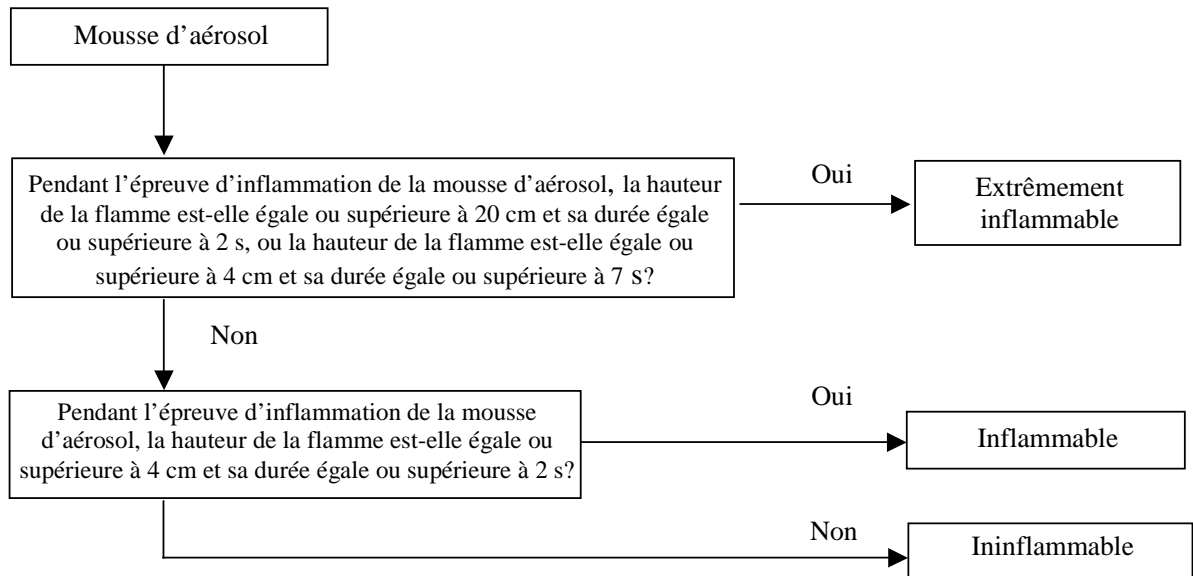 Mousse d’aérosol
Pendant l’épreuve d’inflammation de la mousse d’aérosol, la hauteur
de la flamme est-elle égale ou supérieure à 20 cm et sa durée égale
ou supérieure à 2 s, ou la hauteur de la flamme est-elle égale ou
supérieure à 4 cm et sa durée égale ou supérieure à 7 s?
Oui
Extrêmement
inflammable
Non
Pendant l’épreuve d’inflammation de la mousse
d’aérosol, la hauteur de la flamme est-elle égale ou
supérieure à 4 cm et sa durée égale ou supérieure à 2 s?
Oui
Inflammable
Non
Ininflammable